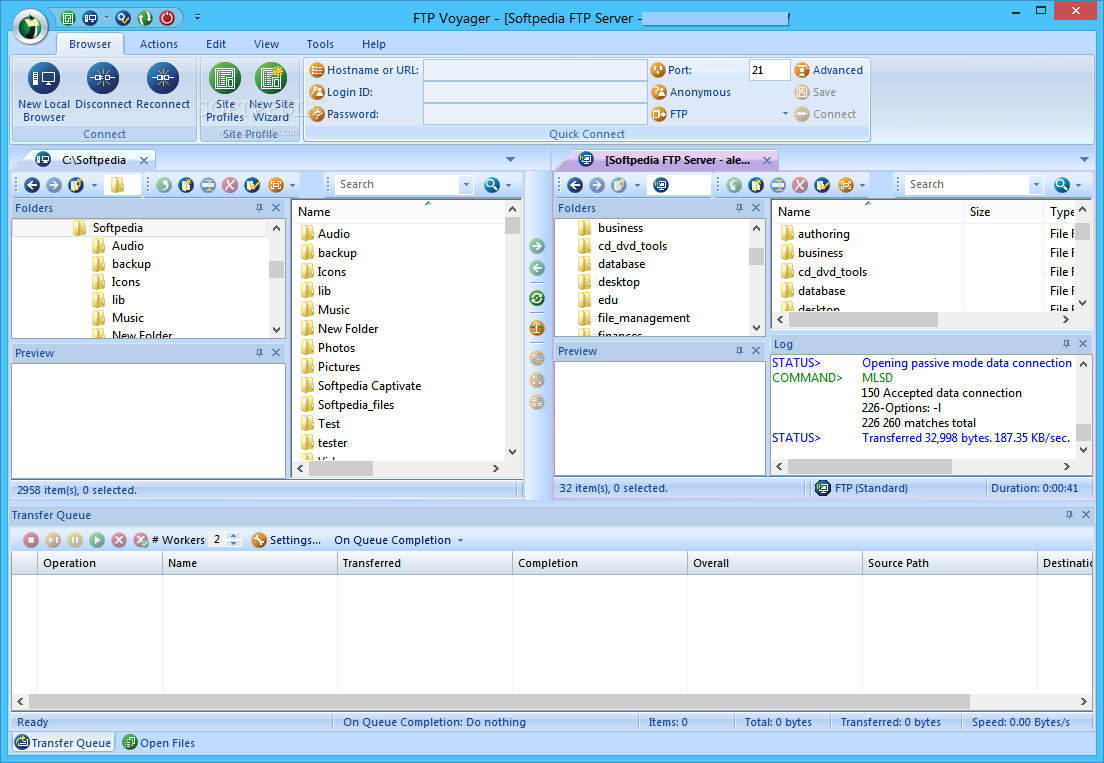 FTP Voyager - [Softpedia FTP Server -
Browser Actions Edit View Tools Help
New Local Browser
Disconnect
Reconnect
Connect
Site Profiles
New Site Wizard
Site Profile
Hostname or URL:
Login ID:
Password:
Port: 21
Anonymous
FTP
Advanced
Save
Connect
Quick Connect
C:\Softpedia
Search
Folders
Softpedia
Audio
backup
Icons
lib
Music
New Folder
Preview
Name
Audio
backup
Icons
lib
Music
New Folder
Photos
Pictures
Softpedia Captivate
Softpedia_files
Test
tester
2958 item(s), 0 selected.
[Softpedia FTP Server - ale...
Search
Folders
business
cd_dvd_tools
database
desktop
edu
file_management
finances
Preview
Name Size Type
authoring File F
business File F
cd_dvd_tools File F
database File F
desktop
Log
STATUS> Opening passive mode data connection
COMMAND> MLSD
150 Accepted data connection
226-Options: -l
226 260 matches total
STATUS> Transferred 32,998 bytes. 187.35 KB/sec.
32 item(s), 0 selected. FTP (Standard) Duration: 0:00:41
Transfer Queue
# Workers 2 Settings... On Queue Completion
Operation Name Transferred Completion Overall Source Path Destinatio
Ready On Queue Completion: Do nothing Items: 0 Total: 0 bytes Transferred: 0 bytes Speed: 0.00 Bytes/s
Transfer Queue Open Files